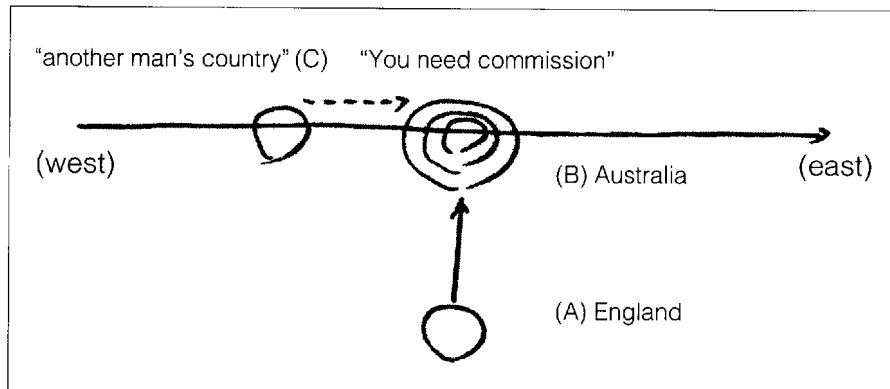 "another man's country" (C) "You need commission"
(west)
(B) Australia
(east)
(A) England